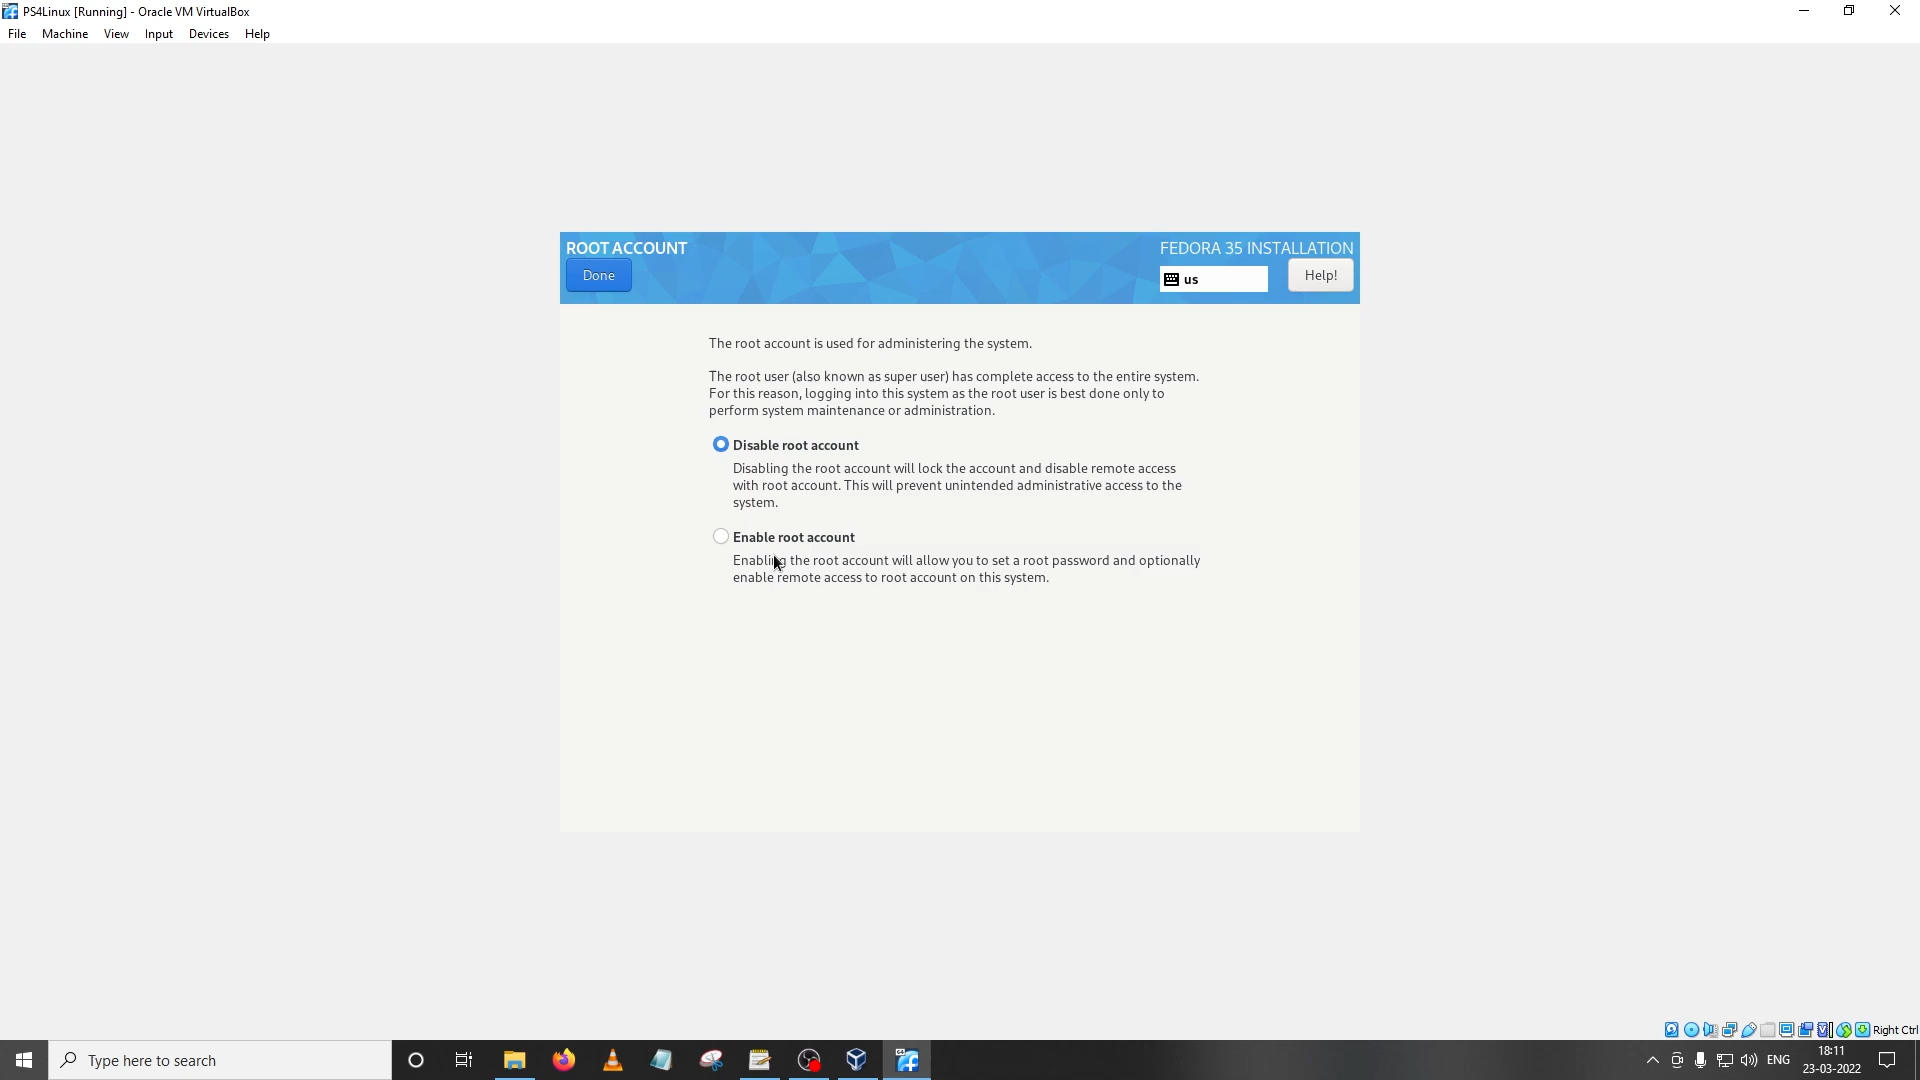 PS4Linux [Running] - Oracle VM VirtualBox
File Machine View Input Devices Help
ROOT ACCOUNT
FEDORA 35 INSTALLATION
Done
us
Help!
The root account is used for administering the system.
The root user (also known as super user) has complete access to the entire system.
For this reason, logging into this system as the root user is best done only to
perform system maintenance or administration.
Disable root account
Disabling the root account will lock the account and disable remote access
with root account. This will prevent unintended administrative access to the
system.
Enable root account
Enabling the root account will allow you to set a root password and optionally
enable remote access to root account on this system.
Right Ctrl
Type here to search
ENG
18:11
23-03-2022